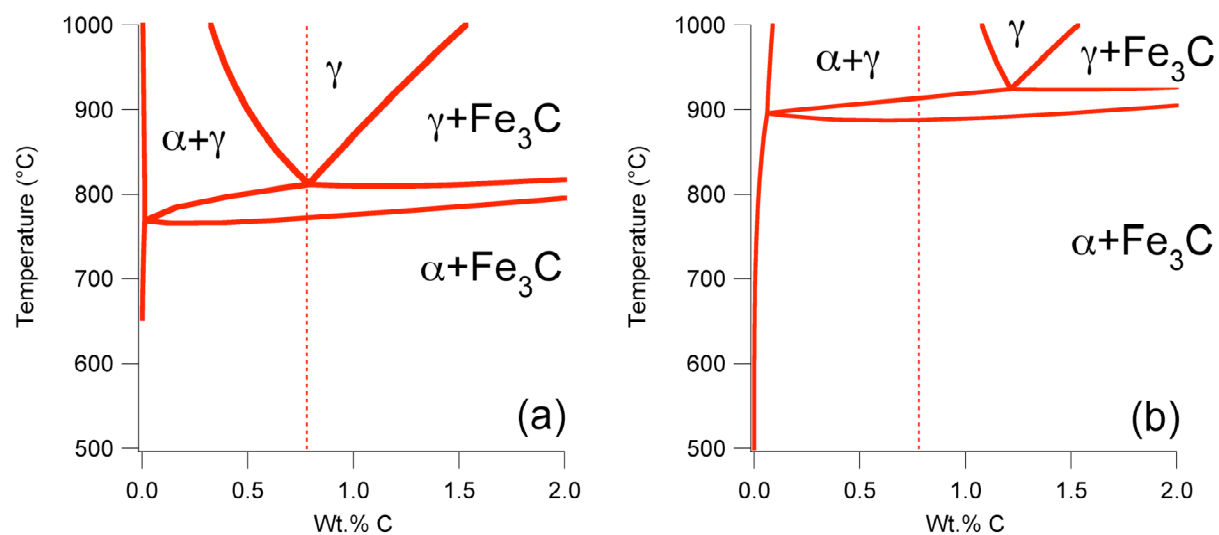 1000
900
800
700
600
500
Temperature (°C)
0.0 0.5 1.0 1.5 2.0
Wt.% C
α+γ
γ
γ+Fe₃C
α+Fe₃C
(a)
1000
900
800
700
600
500
Temperature (°C)
0.0 0.5 1.0 1.5 2.0
Wt.% C
α+γ
γ
γ+Fe₃C
α+Fe₃C
(b)